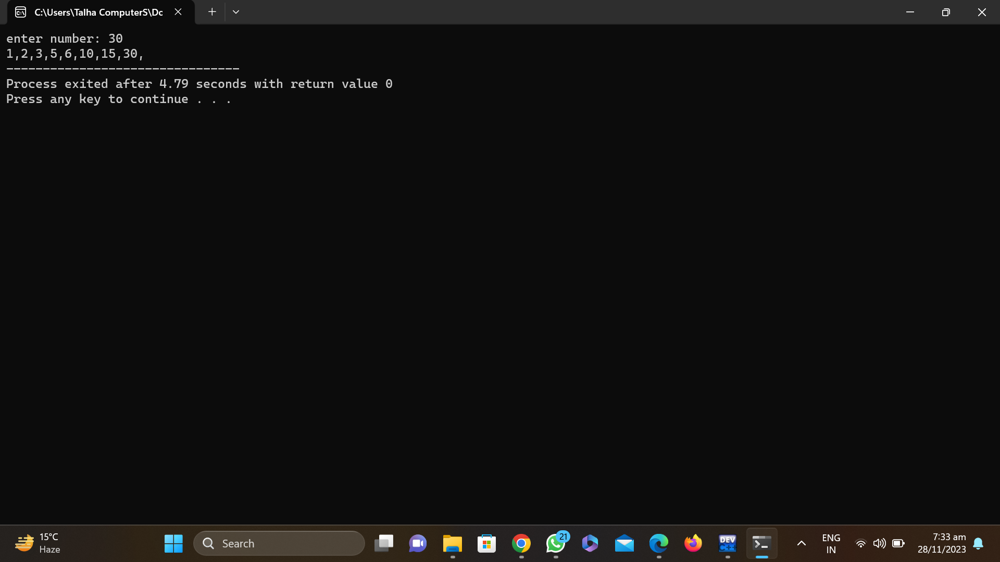 C:\Users\Talha ComputerS\Do
enter number: 30
1,2,3,5,6,10,15,30,
--------------------------------
Process exited after 4.79 seconds with return value 0
Press any key to continue . . .
15°C
Haze
Search
21
DEV
C++
ENG
IN
7:33 am
28/11/2023